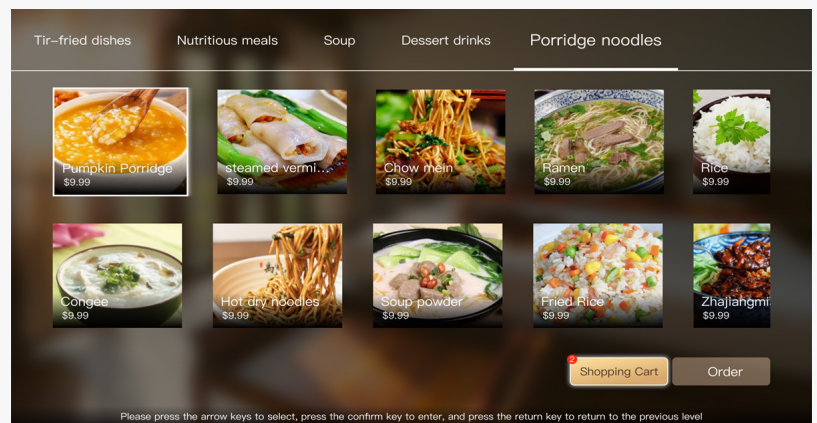 Tir-fried dishes
Nutritious meals
Soup
Dessert drinks
Porridge noodles
Pumpkin Porridge
$9.99
steamed vermi...
$9.99
Chow mein
$9.99
Ramen
$9.99
Rice
$9.99
Congee
$9.99
Hot dry noodles
$9.99
Soup powder
$9.99
Fried Rice
$9.99
Zhajiangmi
$9.99
2
Shopping Cart
Order
Please press the arrow keys to select, press the confirm key to enter, and press the return key to return to the previous level